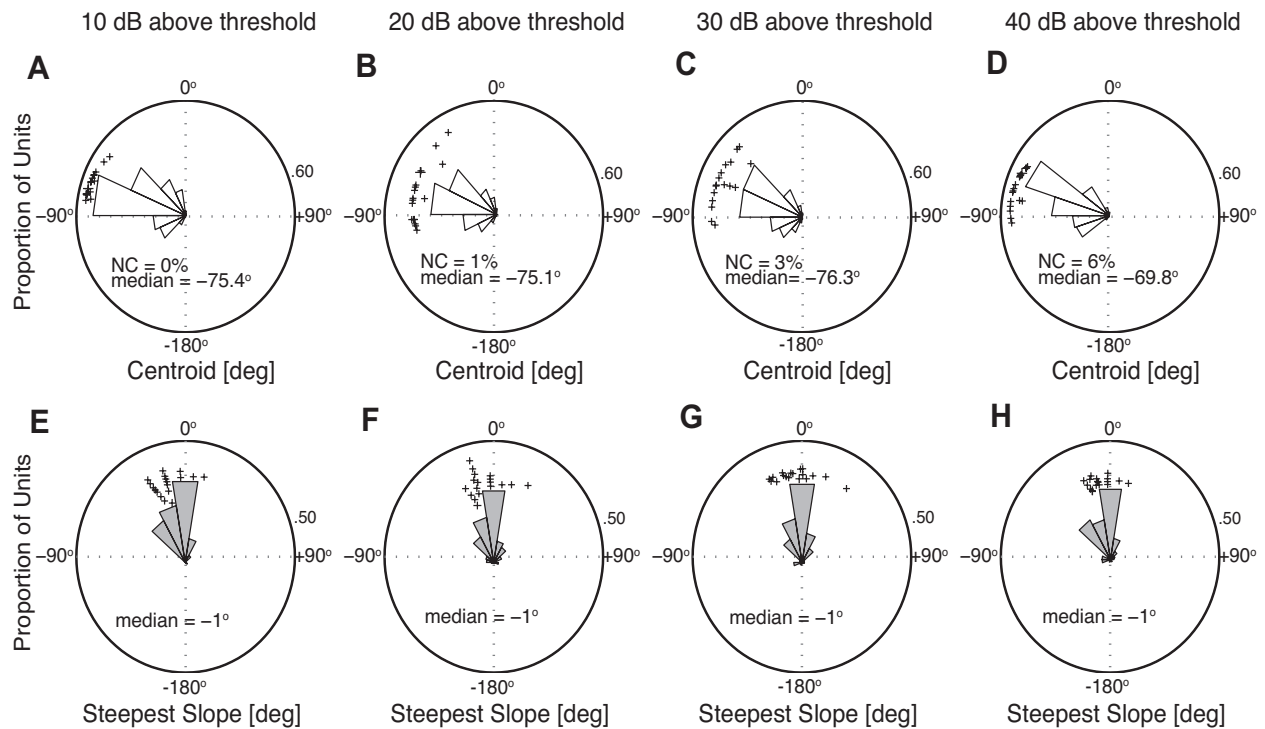 10 dB above threshold
20 dB above threshold
30 dB above threshold
40 dB above threshold
A
B
C
D
Proportion of Units
0°
.60
−90°
+90°
NC = 0%
median = −75.4°
-180°
Centroid [deg]
0°
.60
−90°
+90°
NC = 1%
median = −75.1°
-180°
Centroid [deg]
0°
.60
−90°
+90°
NC = 3%
median= −76.3°
-180°
Centroid [deg]
0°
.60
−90°
+90°
NC = 6%
median = −69.8°
-180°
Centroid [deg]
E
F
G
H
Proportion of Units
0°
.50
−90°
+90°
median = −1°
-180°
Steepest Slope [deg]
0°
.50
−90°
+90°
median = −1°
-180°
Steepest Slope [deg]
0°
.50
−90°
+90°
median = −1°
-180°
Steepest Slope [deg]
0°
.50
−90°
+90°
median = −1°
-180°
Steepest Slope [deg]